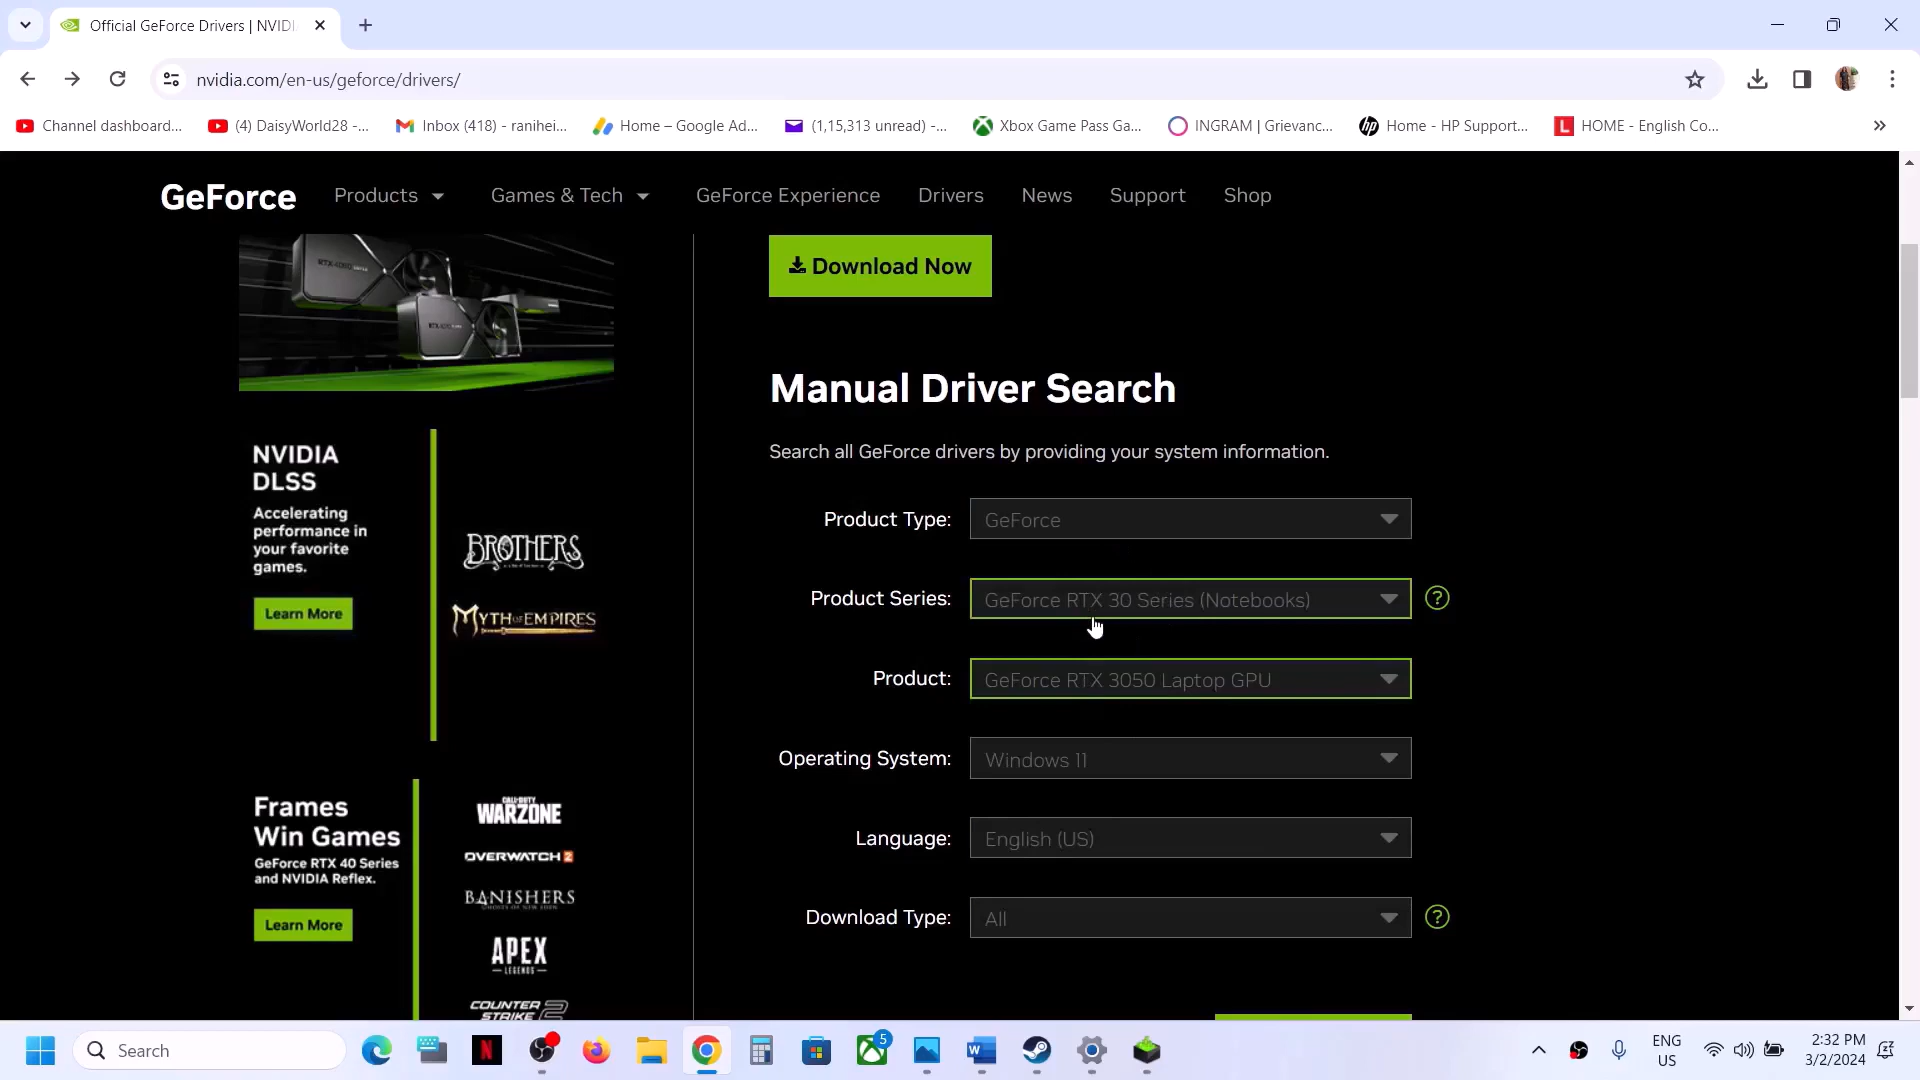 Official GeForce Drivers | NVIDI
nvidia.com/en-us/geforce/drivers/
Channel dashboard...
(4) DaisyWorld28 -...
Inbox (418) - ranihei...
Home – Google Ad...
(1,15,313 unread) -...
Xbox Game Pass Ga...
INGRAM | Grievanc...
hp
Home - HP Support...
L
HOME - English Co...
»
GeForce
Products
Games & Tech
GeForce Experience
Drivers
News
Support
Shop
Download Now
Manual Driver Search
Search all GeForce drivers by providing your system information.
Product Type:
GeForce
Product Series:
GeForce RTX 30 Series (Notebooks)
?
Product:
GeForce RTX 3050 Laptop GPU
Operating System:
Windows 11
Language:
English (US)
Download Type:
All
?
NVIDIA
DLSS
Accelerating
performance in
your favorite
games.
Learn More
BROTHERS
MYTH OF EMPIRES
Frames
Win Games
GeForce RTX 40 Series
and NVIDIA Reflex.
Learn More
CALL OF DUTY
WARZONE
OVERWATCH 2
BANISHERS
APEX
LEGENDS
COUNTER
STRIKE 2
Search
N
5
W
ENG
US
2:32 PM
3/2/2024